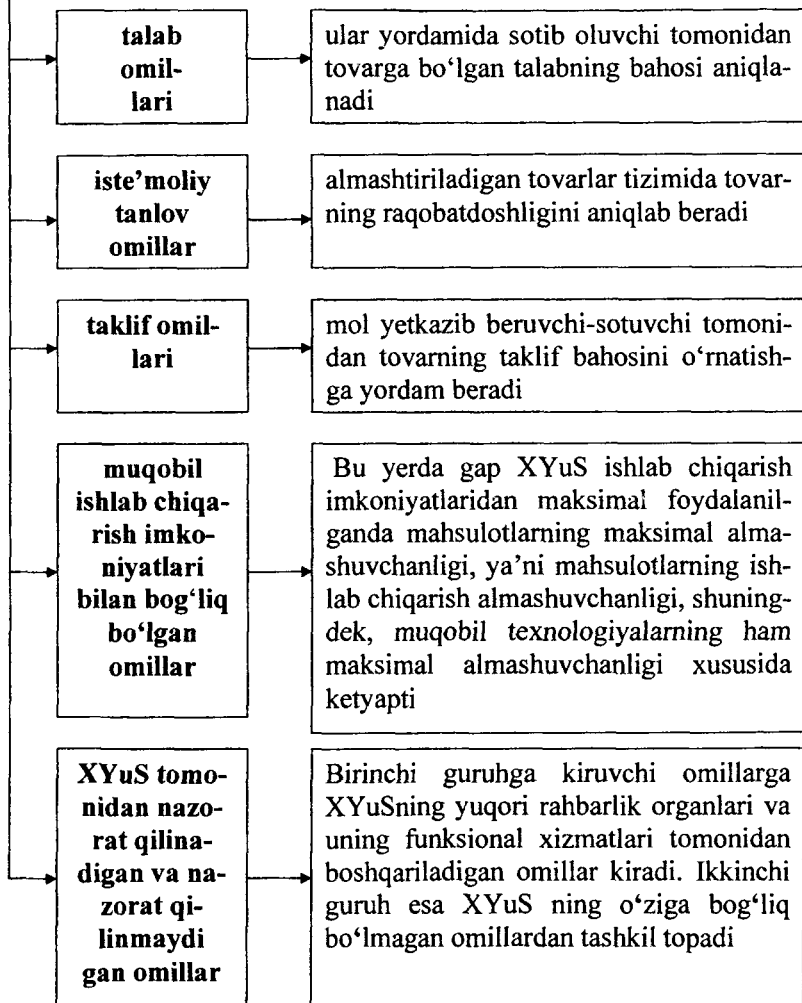 talab
omil-
lari
ular yordamida sotib oluvchi tomonidan
tovarga bo‘lgan talabning bahosi aniqla-
nadi
iste’moliy
tanlov
omillar
almashtiriladigan tovarlar tizimida tovar-
ning raqobatdoshligini aniqlab beradi
taklif omil-
lari
mol yetkazib beruvchi-sotuvchi tomoni-
dan tovarning taklif bahosini o‘rnatish-
ga yordam beradi
muqobil
ishlab chiqa-
rish imko-
niyatlari
bilan bog‘liq
bo‘lgan
omillar
Bu yerda gap XYuS ishlab chiqarish
imkoniyatlaridan maksimal foydalanil-
ganda mahsulotlarning maksimal alma-
shuvchanligi, ya’ni mahsulotlarning ish-
lab chiqarish almashuvchanligi, shuning-
dek, muqobil texnologiyalarning ham
maksimal almashuvchanligi xususida
ketyapti
XYuS tomo-
nidan nazo-
rat qilina-
digan va na-
zorat qi-
linmaydi
gan omillar
Birinchi guruhga kiruvchi omillarga
XYuSning yuqori rahbarlik organlari va
uning funksional xizmatlari tomonidan
boshqariladigan omillar kiradi. Ikkinchi
guruh esa XYuS ning o‘ziga bog‘liq
bo‘lmagan omillardan tashkil topadi